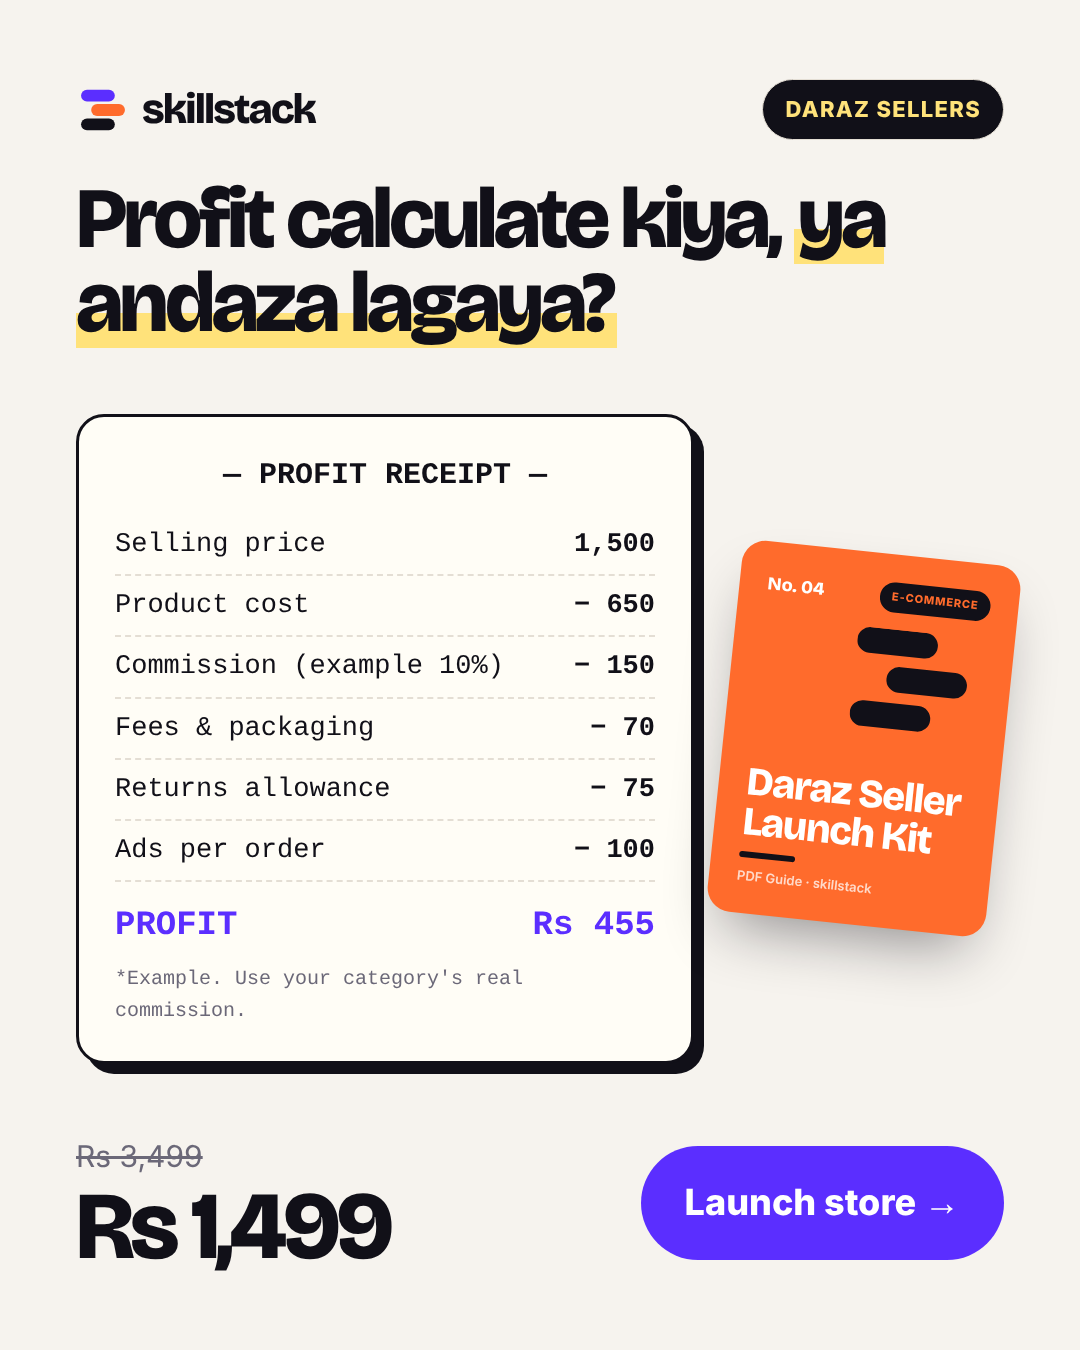 skillstack
DARAZ SELLERS
Profit calculate kiya, ya
andaza lagaya?
— PROFIT RECEIPT —
Selling price 1,500
Product cost − 650
Commission (example 10%) − 150
Fees & packaging − 70
Returns allowance − 75
Ads per order − 100
PROFIT Rs 455
*Example. Use your category's real
commission.
No. 04
E-COMMERCE
Daraz Seller
Launch Kit
PDF Guide · skillstack
Rs 3,499
Rs 1,499
Launch store →